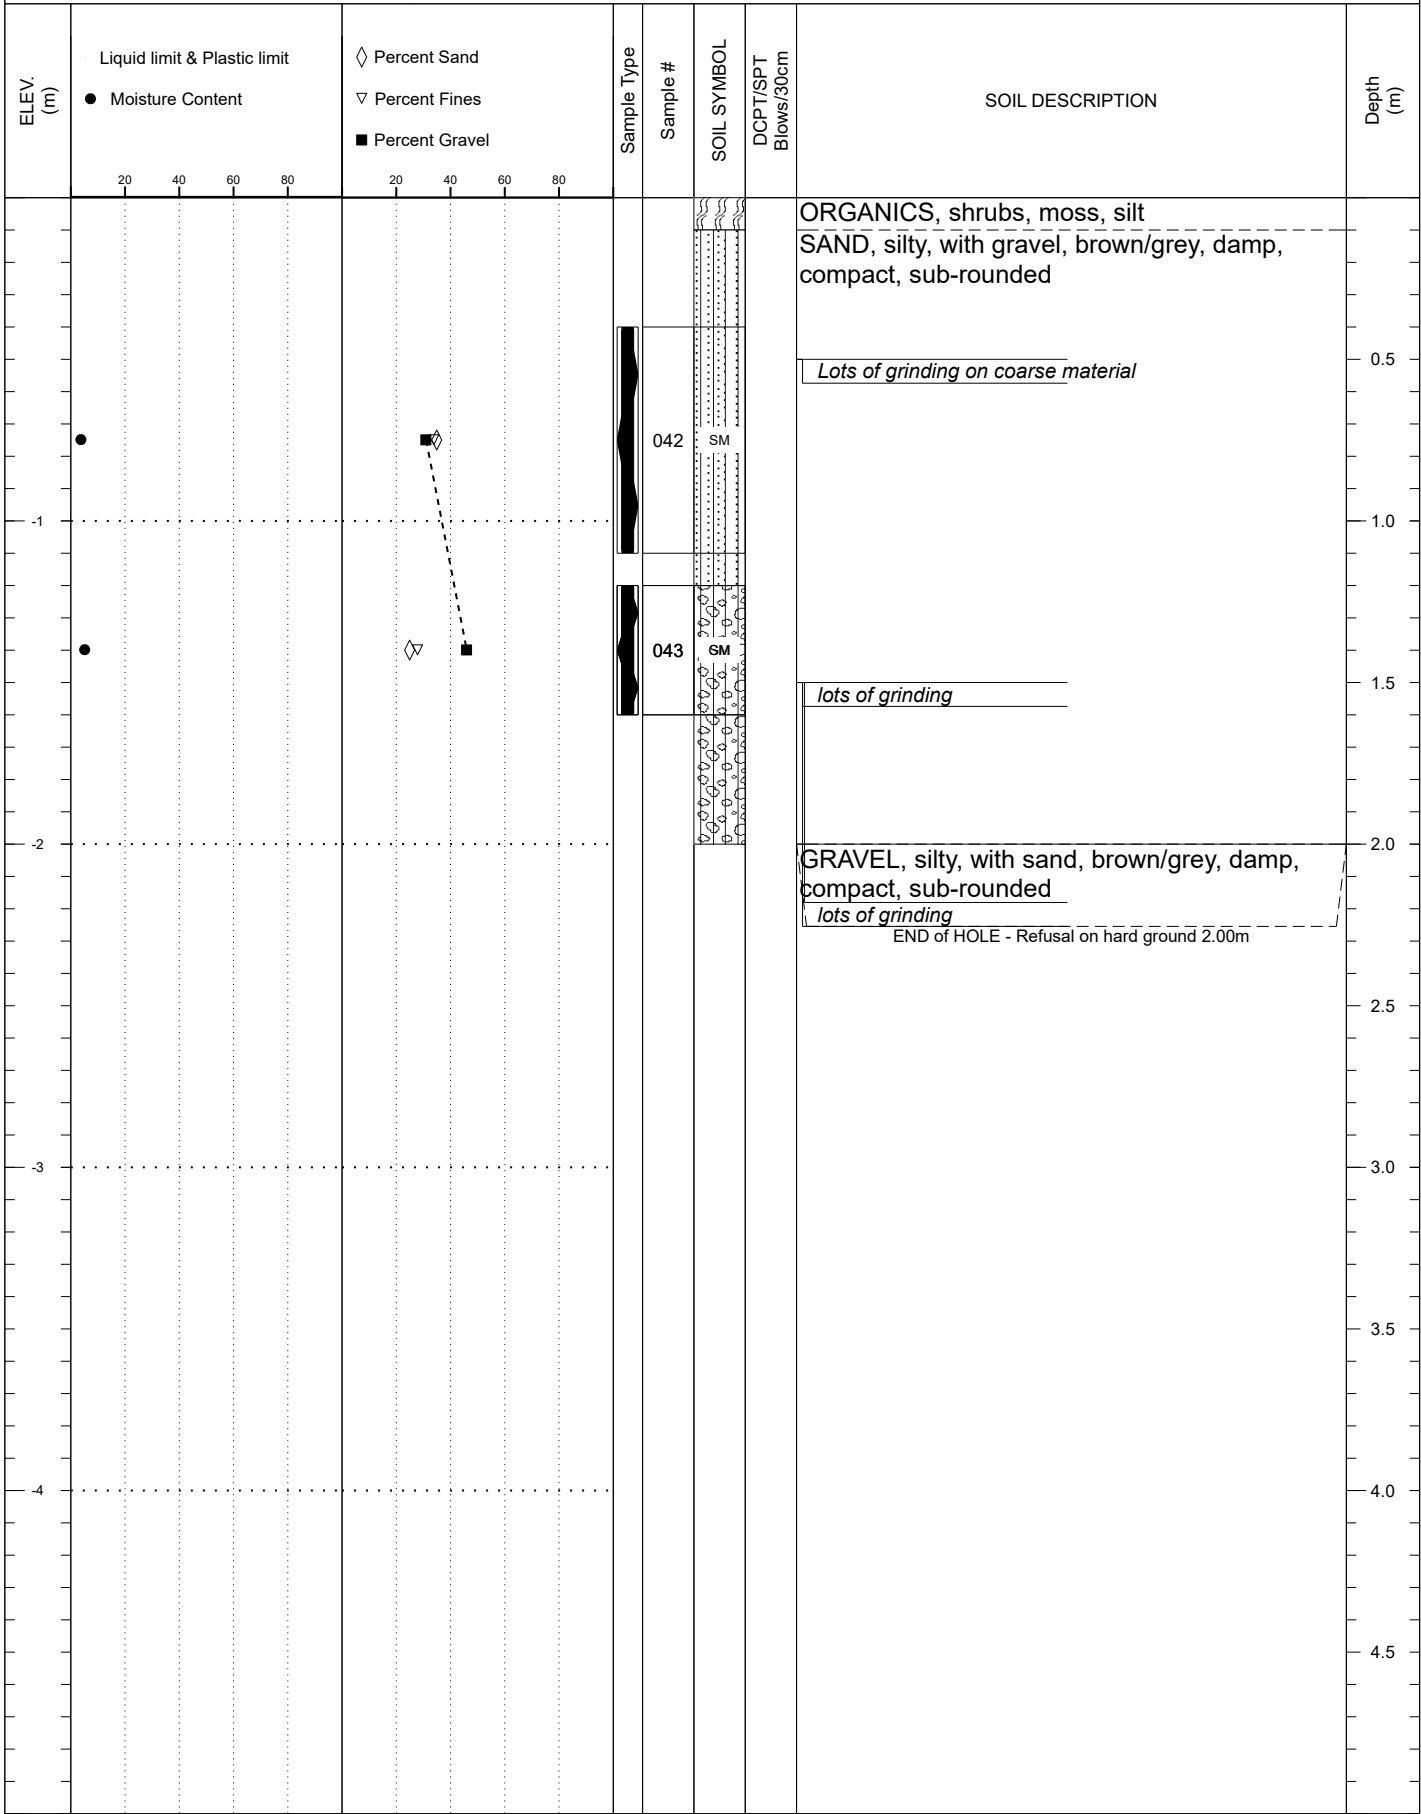 ELEV.
(m)
Liquid limit & Plastic limit
Moisture Content
20 40 60 80
Percent Sand
Percent Fines
Percent Gravel
20 40 60 80
Sample Type
Sample #
SOIL SYMBOL
DCPT/SPT
Blows/30cm
SOIL DESCRIPTION
Depth
(m)
ORGANICS, shrubs, moss, silt
SAND, silty, with gravel, brown/grey, damp,
compact, sub-rounded
0.5
Lots of grinding on coarse material
042
SM
-1
1.0
043
1.5
lots of grinding
-2
2.0
GRAVEL, silty, with sand, brown/grey, damp,
compact, sub-rounded
lots of grinding
END of HOLE - Refusal on hard ground 2.00m
2.5
-3
3.0
3.5
-4
4.0
4.5